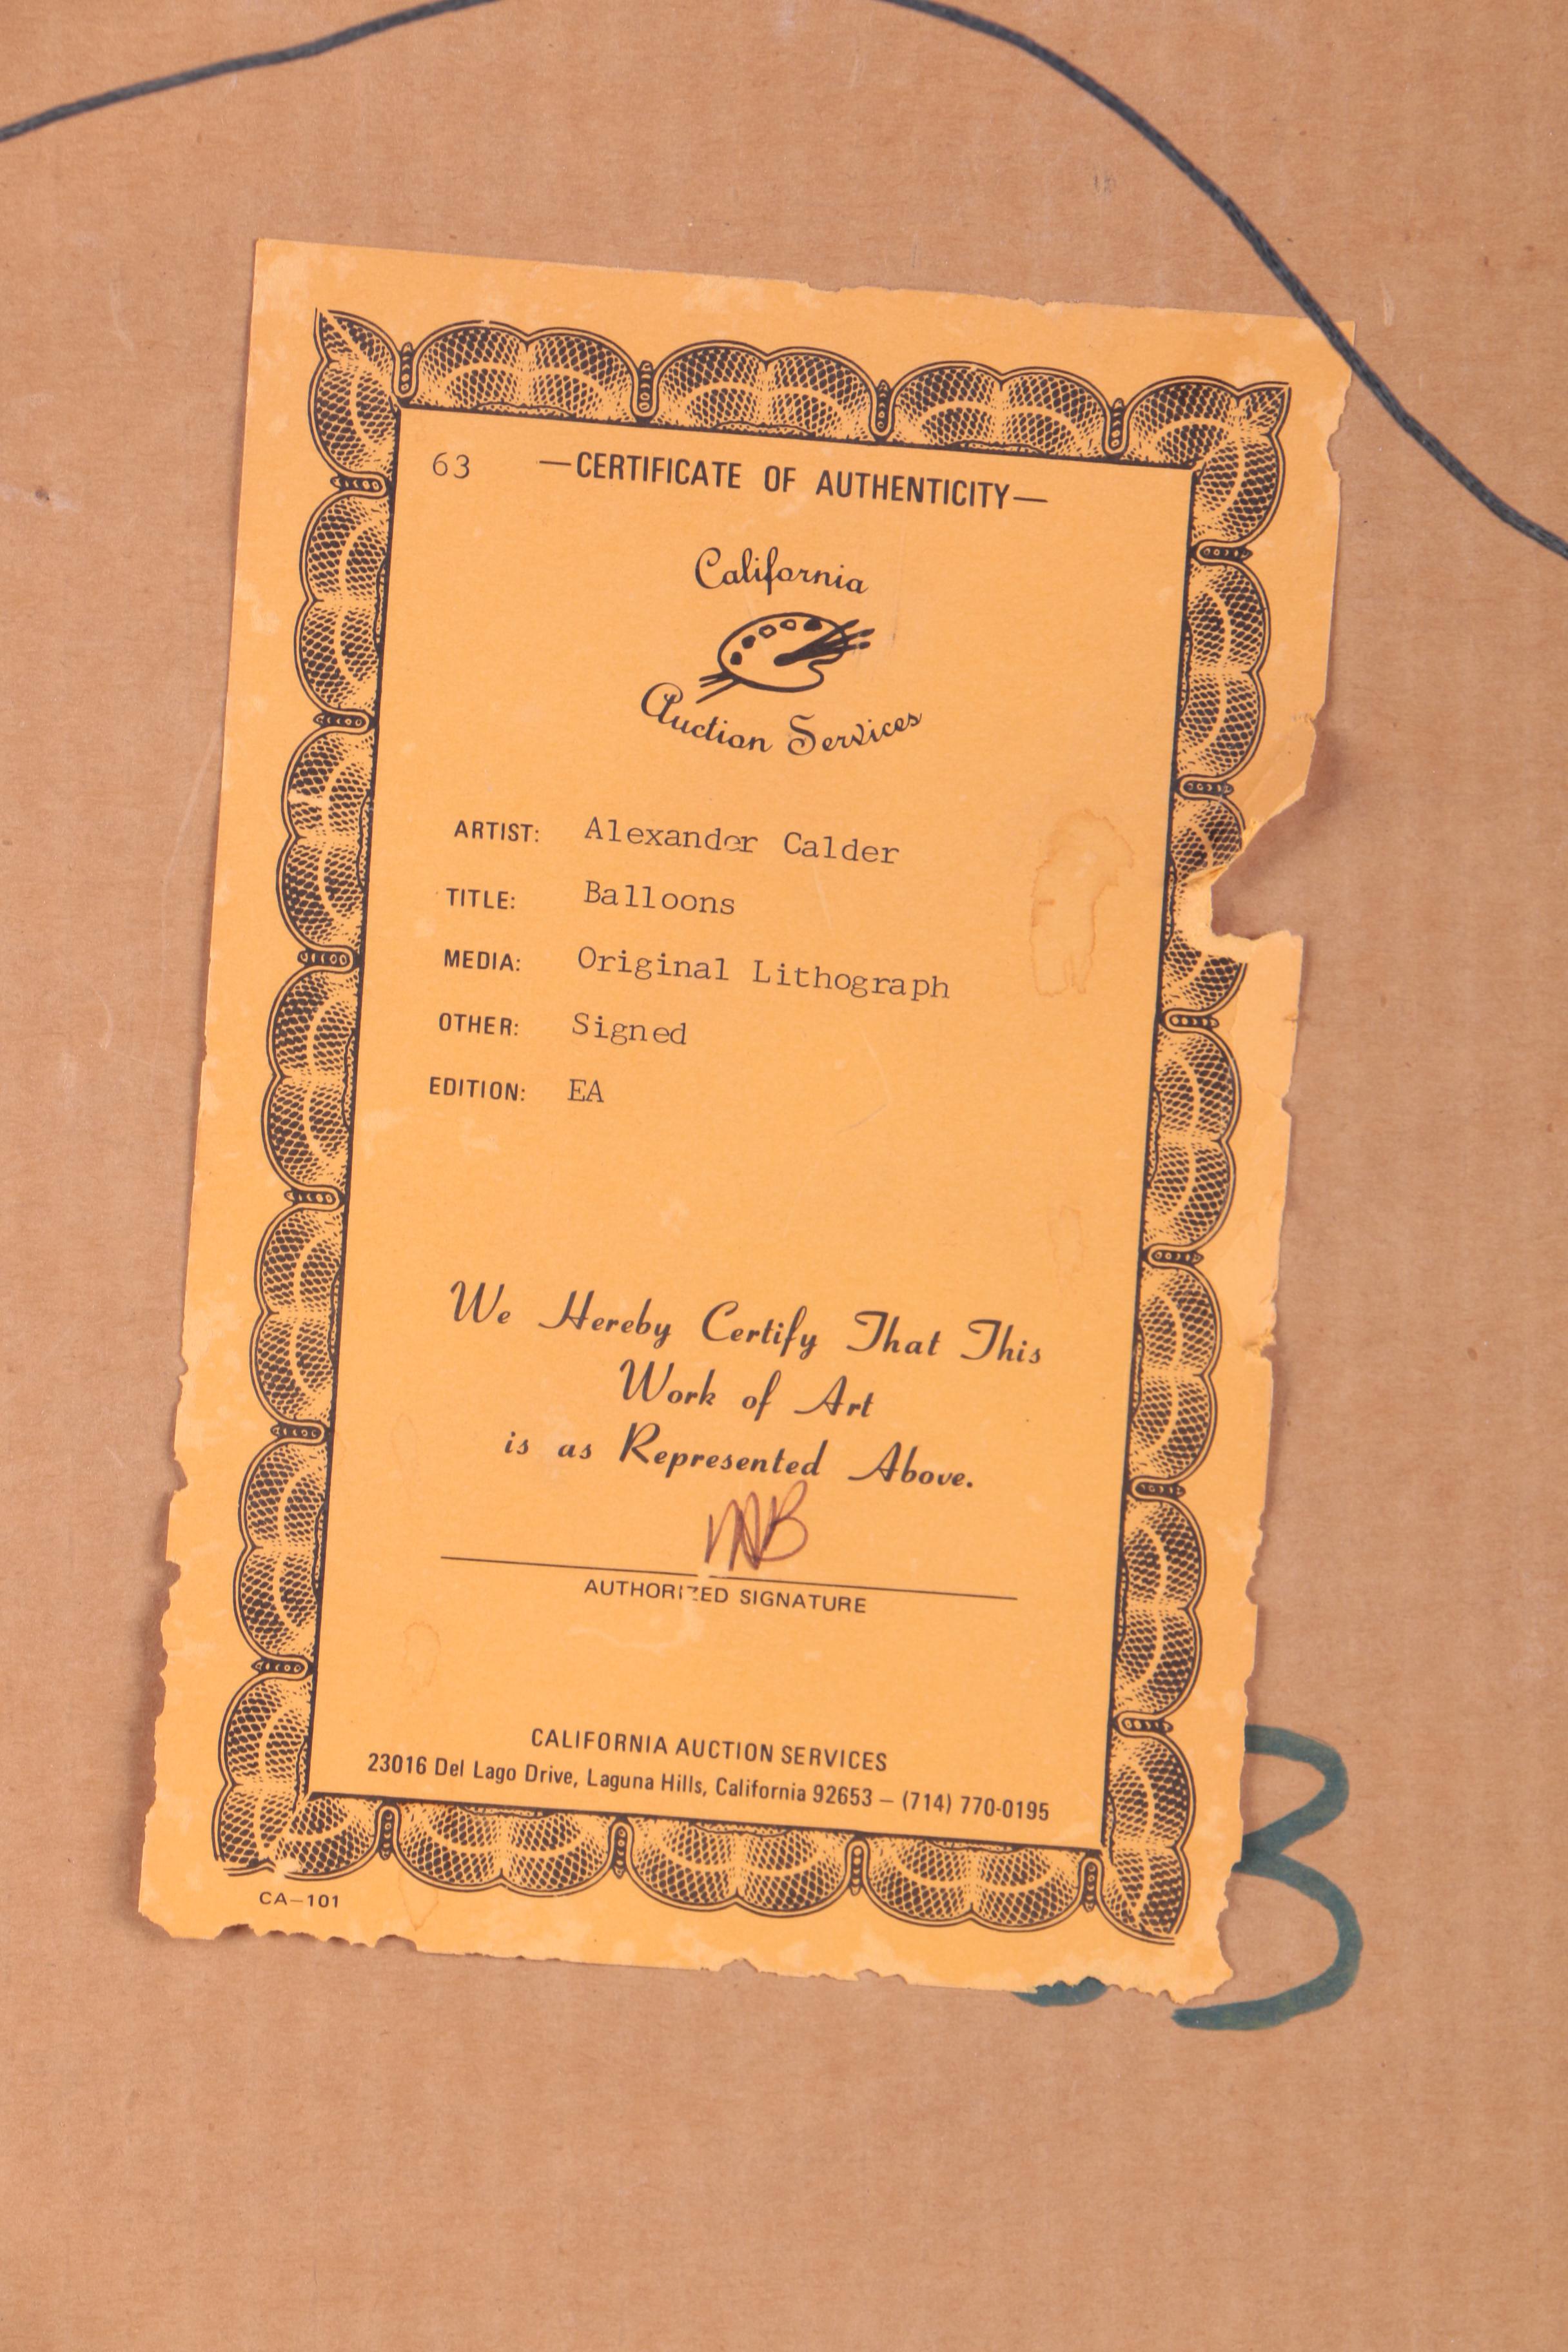 63 —CERTIFICATE OF AUTHENTICITY—
California
Auction Services
ARTIST: Alexander Calder
TITLE: Balloons
MEDIA: Original Lithograph
OTHER: Signed
EDITION: EA
We Hereby Certify That This
Work of Art
is as Represented Above.
AUTHORIZED SIGNATURE
CALIFORNIA AUCTION SERVICES
23016 Del Lago Drive, Laguna Hills, California 92653 – (714) 770-0195
CA–101
3